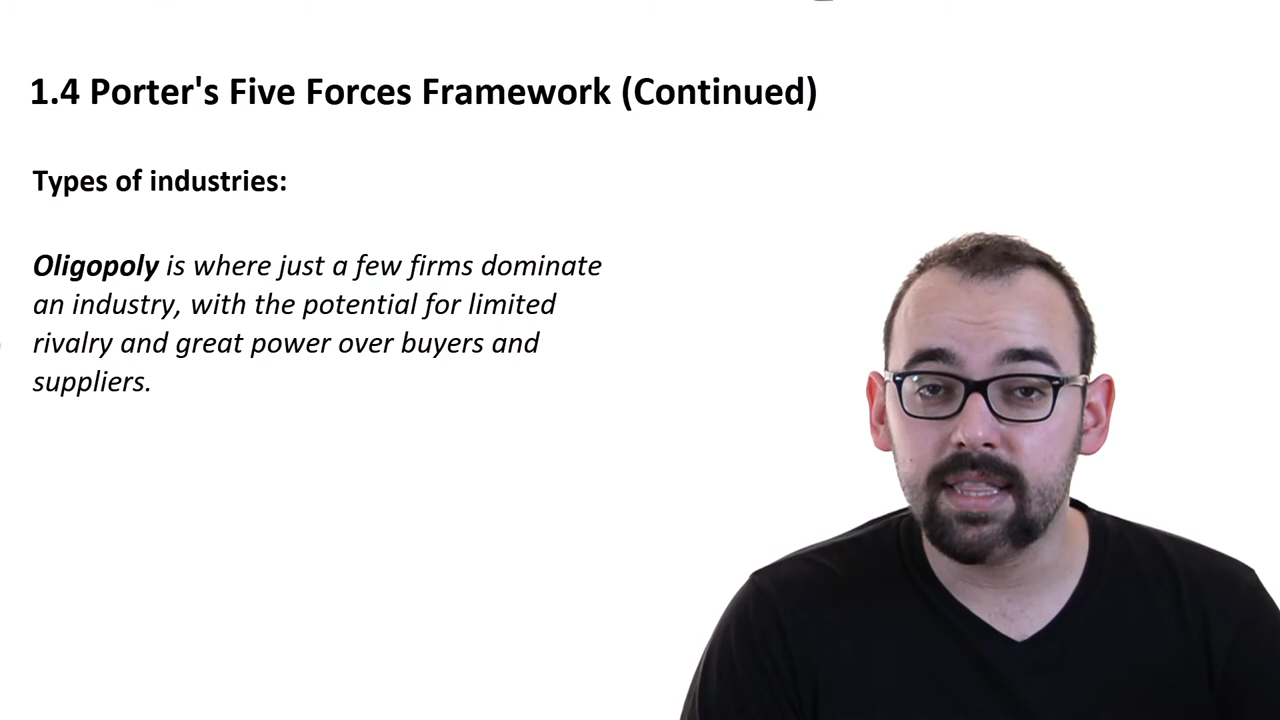 1.4 Porter's Five Forces Framework (Continued)
Types of industries:
Oligopoly is where just a few firms dominate
an industry, with the potential for limited
rivalry and great power over buyers and
suppliers.